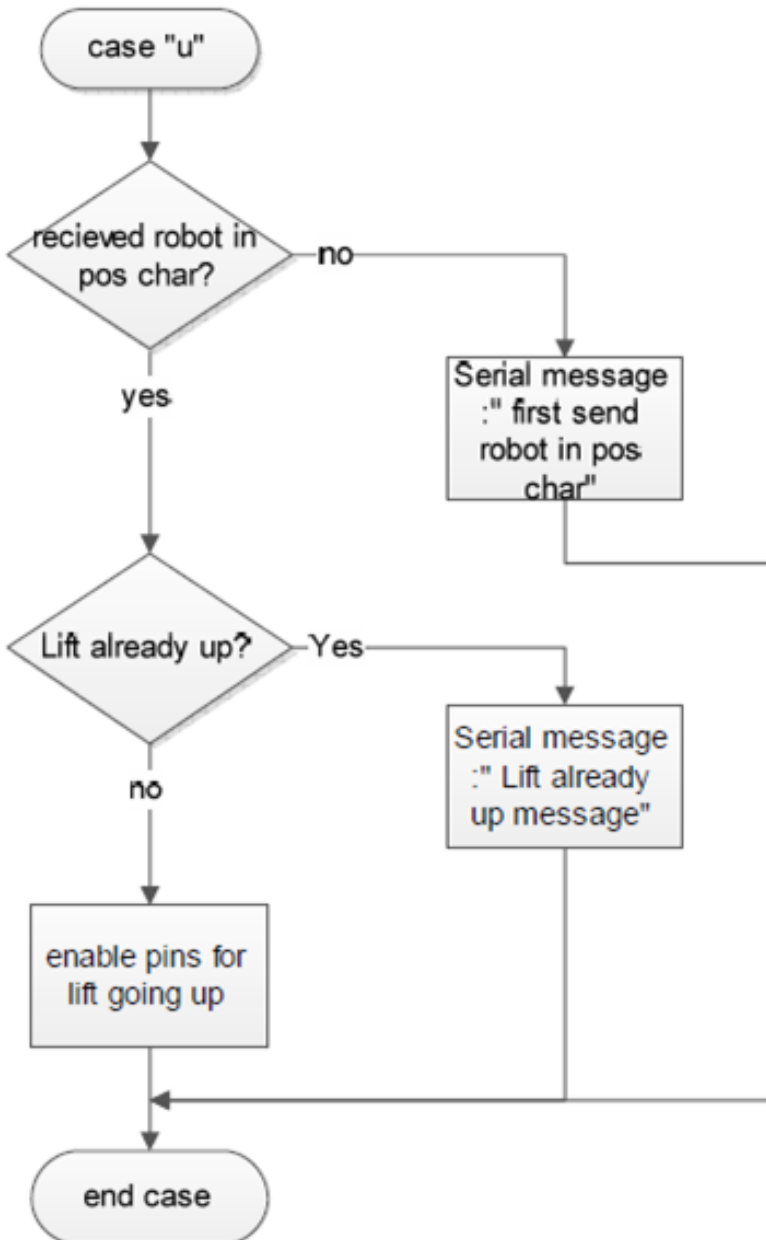 case "u"
recieved robot in
pos char?
no
yes
Serial message
:" first send
robot in pos
char"
Lift already up?
Yes
no
Serial message
:" Lift already
up message"
enable pins for
lift going up
end case